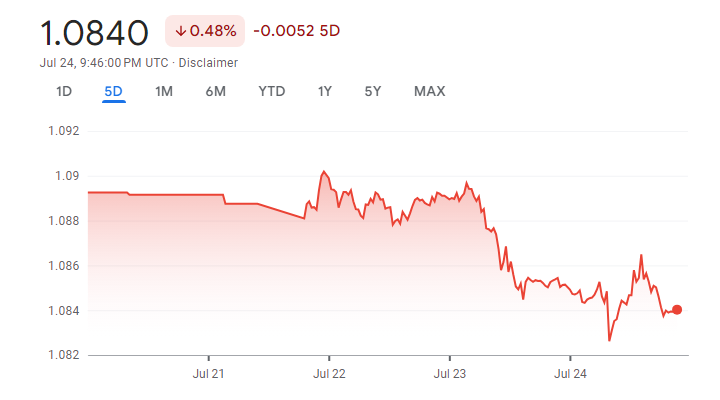 1.0840 ↓ 0.48% -0.0052 5D
Jul 24, 9:46:00 PM UTC · Disclaimer
1D 5D 1M 6M YTD 1Y 5Y MAX
1.092
1.09
1.088
1.086
1.084
1.082
Jul 21 Jul 22 Jul 23 Jul 24